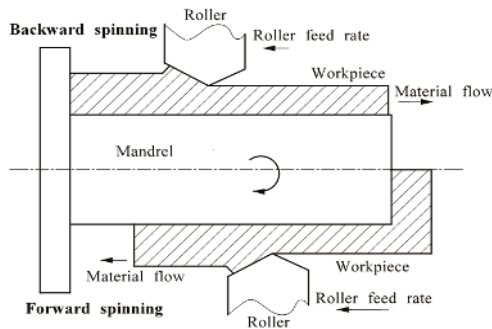 Roller
Backward spinning
Roller feed rate
Workpiece
Material flow
Mandrel
Material flow
Workpiece
Forward spinning
Roller feed rate
Roller